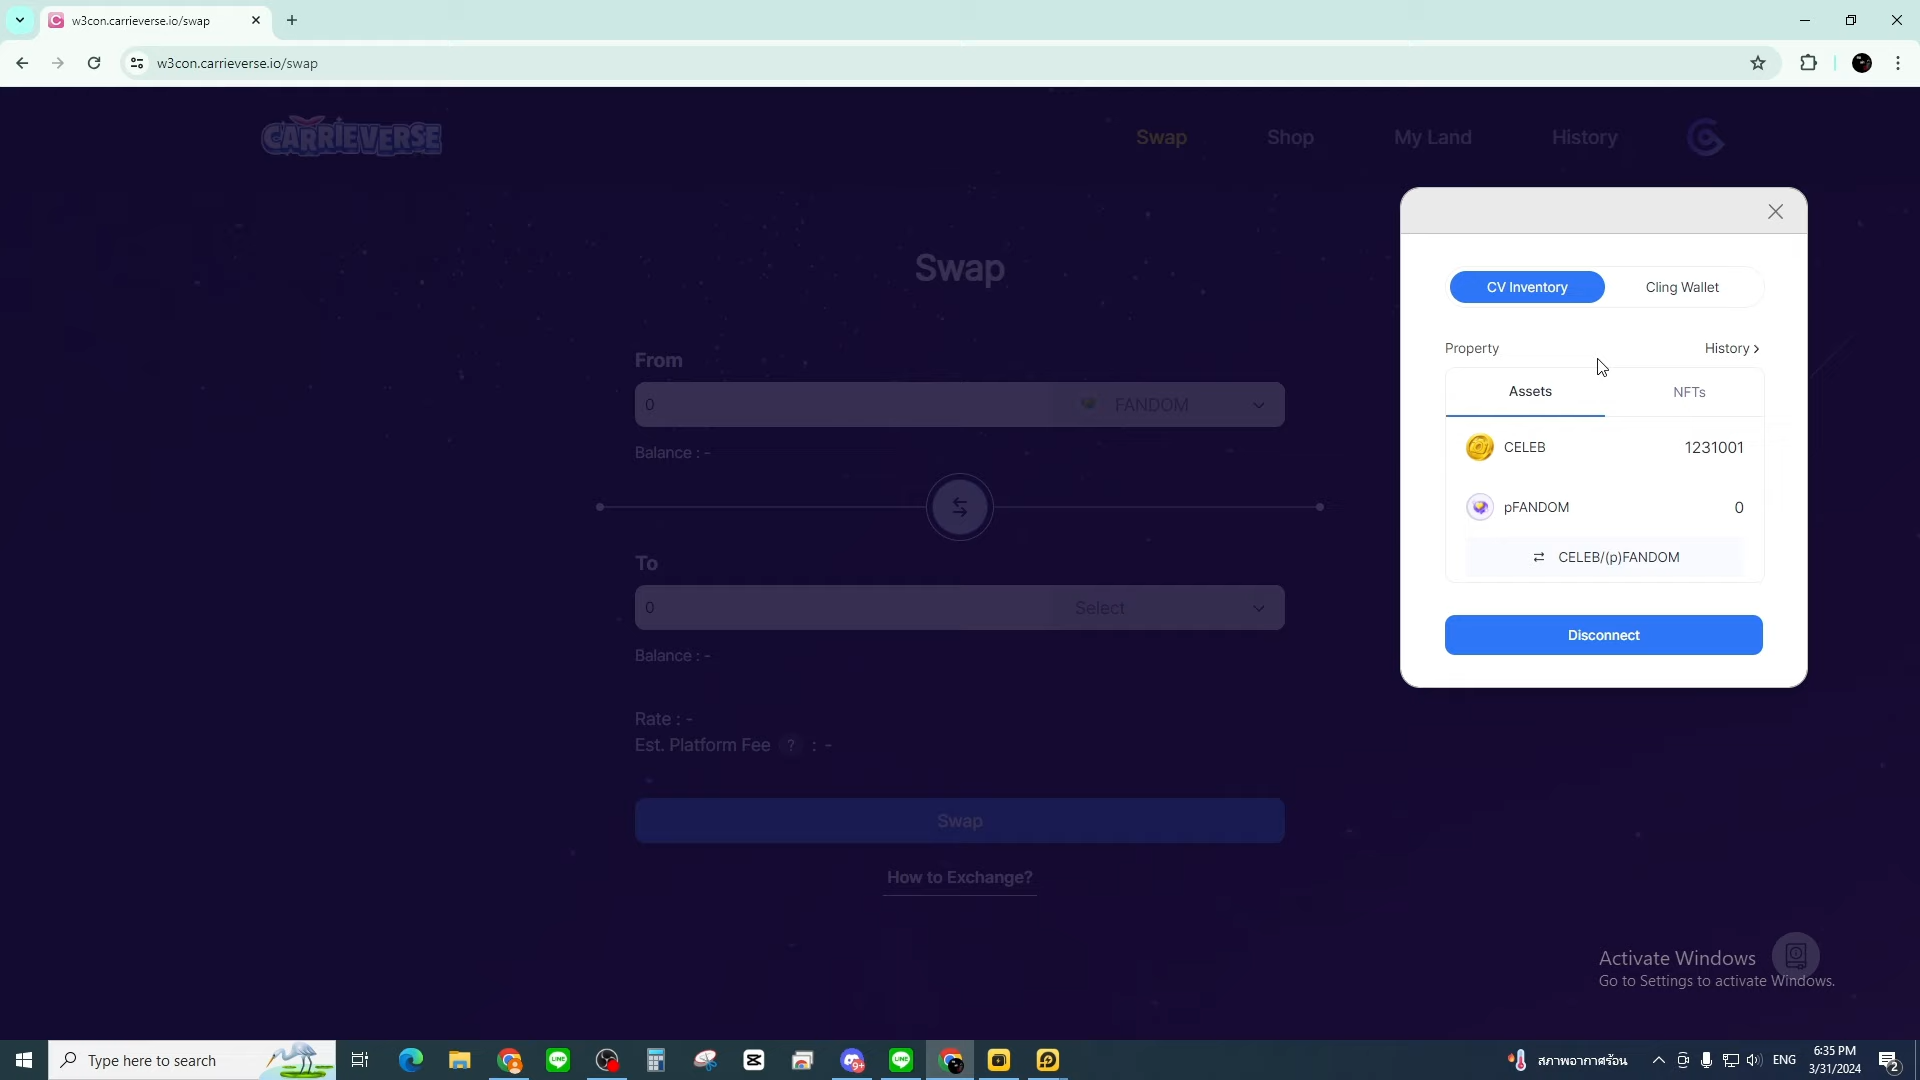 w3con.carrieverse.io/swap
w3con.carrieverse.io/swap
CARRIEVERSE
Swap
Shop
My Land
History
Swap
From
0
FANDOM
Balance : -
To
0
Select
Balance : -
Rate : -
Est. Platform Fee ? : -
Swap
How to Exchange?
CV Inventory
Cling Wallet
Property
History >
Assets
NFTs
CELEB
1231001
pFANDOM
0
CELEB/(p)FANDOM
Disconnect
Activate Windows
Go to Settings to activate Windows.
Type here to search
LINE
9+
LINE
สภาพอากาศร้อน
ENG
6:35 PM
3/31/2024
2